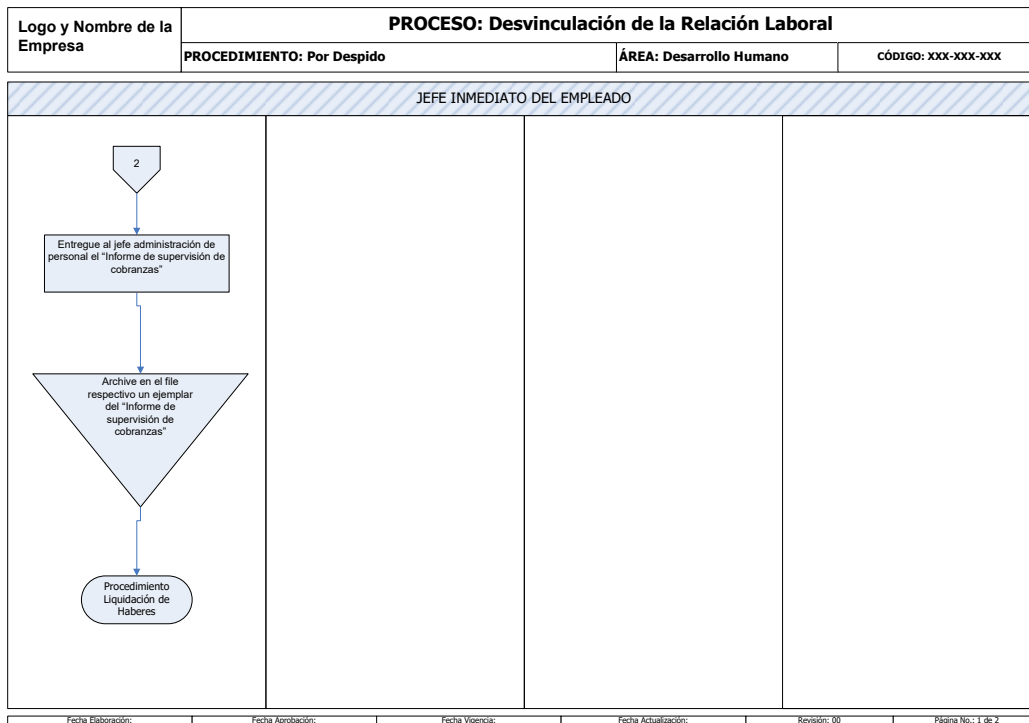 Logo y Nombre de la
Empresa
PROCESO: Desvinculación de la Relación Laboral
PROCEDIMIENTO: Por Despido
ÁREA: Desarrollo Humano
CÓDIGO: XXX-XXX-XXX
JEFE INMEDIATO DEL EMPLEADO
2
Entregue al jefe administración de
personal el “Informe de supervisión de
cobranzas”
Archive en el file
respectivo un ejemplar
del “Informe de
supervisión de
cobranzas”
Procedimiento
Liquidación de
Haberes
Fecha Elaboración:
Fecha Aprobación:
Fecha Vigencia:
Fecha Actualización:
Revisión: 00
Página No.: 1 de 2